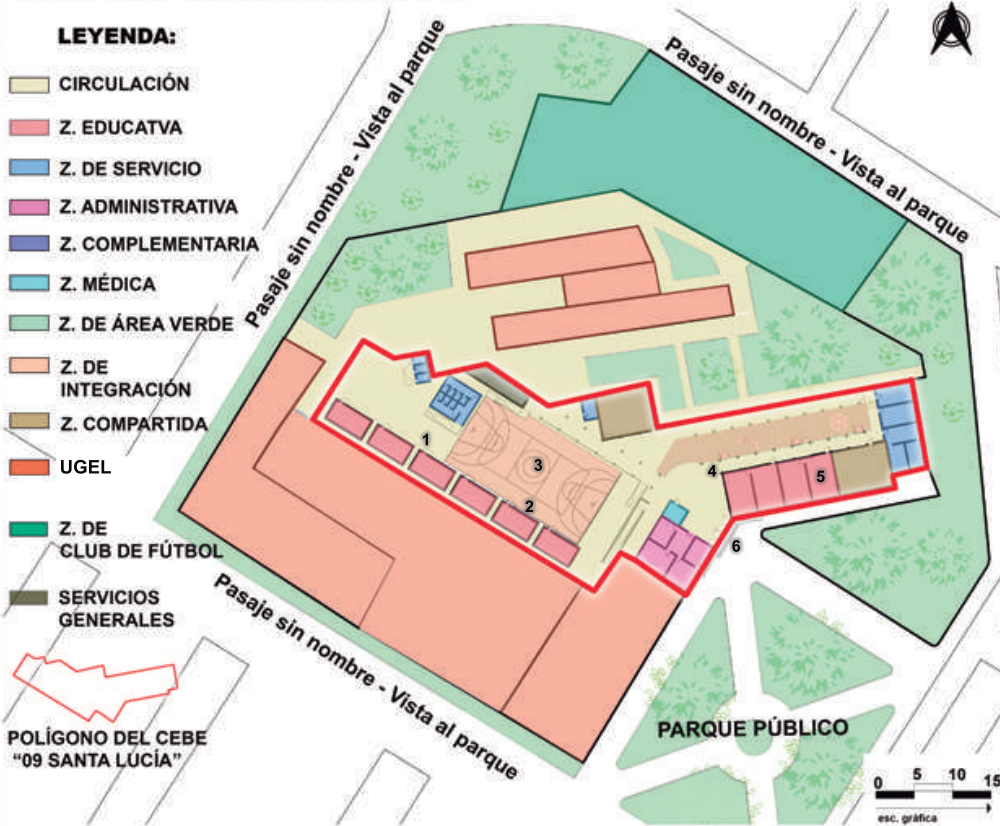 LEYENDA:
CIRCULACIÓN
Z. EDUCATVA
Z. DE SERVICIO
Z. ADMINISTRATIVA
Z. COMPLEMENTARIA
Z. MÉDICA
Z. DE ÁREA VERDE
Z. DE
INTEGRACIÓN
Z. COMPARTIDA
UGEL
Z. DE
CLUB DE FÚTBOL
SERVICIOS
GENERALES
POLÍGONO DEL CEBE
“09 SANTA LUCÍA”
Pasaje sin nombre - Vista al parque
Pasaje sin nombre - Vista al parque
Pasaje sin nombre - Vista al parque
1
2
3
4
5
6
PARQUE PÚBLICO
0 5 10 15
esc. gráfica